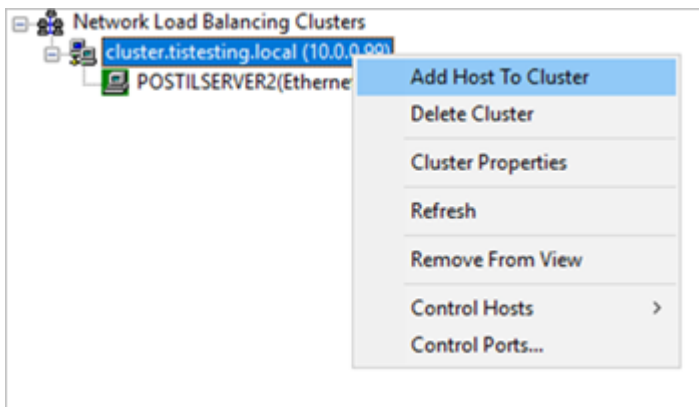 Network Load Balancing Clusters
cluster.tistesting.local (10.0.0.99)
POSTILSERVER2(Etherne
Add Host To Cluster
Delete Cluster
Cluster Properties
Refresh
Remove From View
Control Hosts
Control Ports...